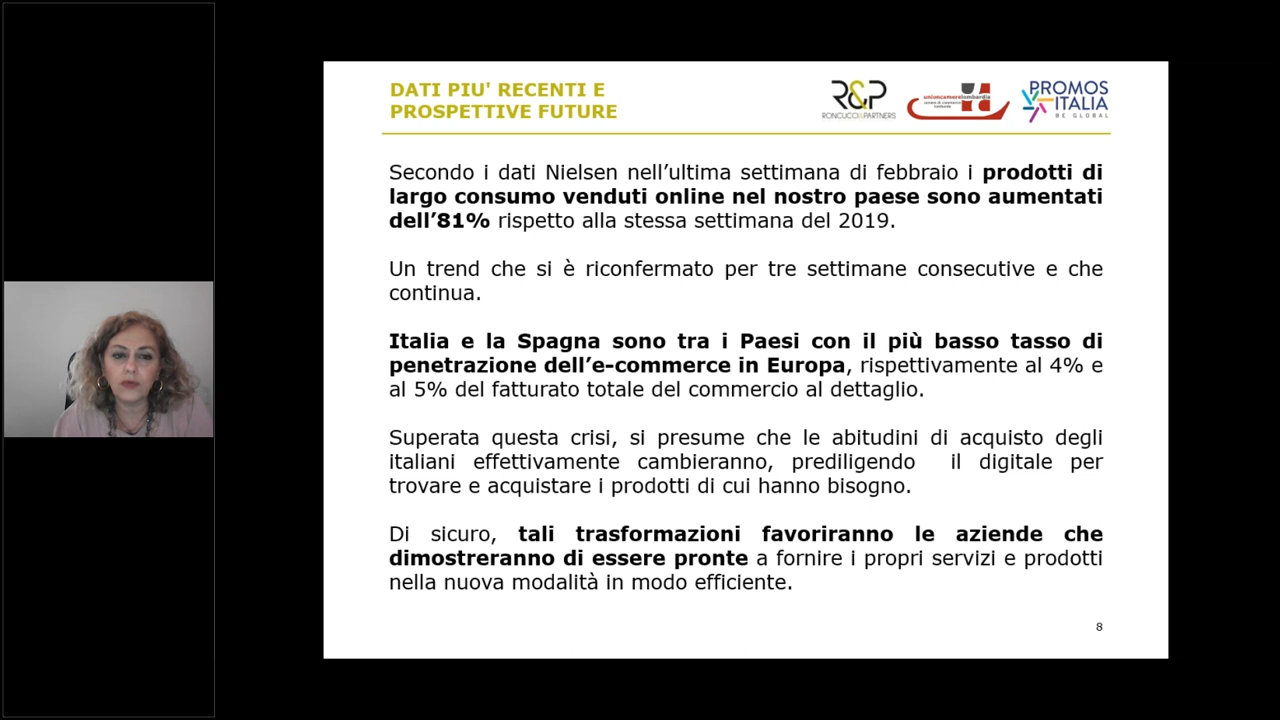 DATI PIU' RECENTI E
PROSPETTIVE FUTURE
R&P
RONCUCCI&PARTNERS
unioncamerelombardia
PROMOS
ITALIA
BE GLOBAL
Secondo i dati Nielsen nell’ultima settimana di febbraio i prodotti di
largo consumo venduti online nel nostro paese sono aumentati
dell’81% rispetto alla stessa settimana del 2019.
Un trend che si è riconfermato per tre settimane consecutive e che
continua.
Italia e la Spagna sono tra i Paesi con il più basso tasso di
penetrazione dell’e-commerce in Europa, rispettivamente al 4% e
al 5% del fatturato totale del commercio al dettaglio.
Superata questa crisi, si presume che le abitudini di acquisto degli
italiani effettivamente cambieranno, prediligendo il digitale per
trovare e acquistare i prodotti di cui hanno bisogno.
Di sicuro, tali trasformazioni favoriranno le aziende che
dimostreranno di essere pronte a fornire i propri servizi e prodotti
nella nuova modalità in modo efficiente.
8